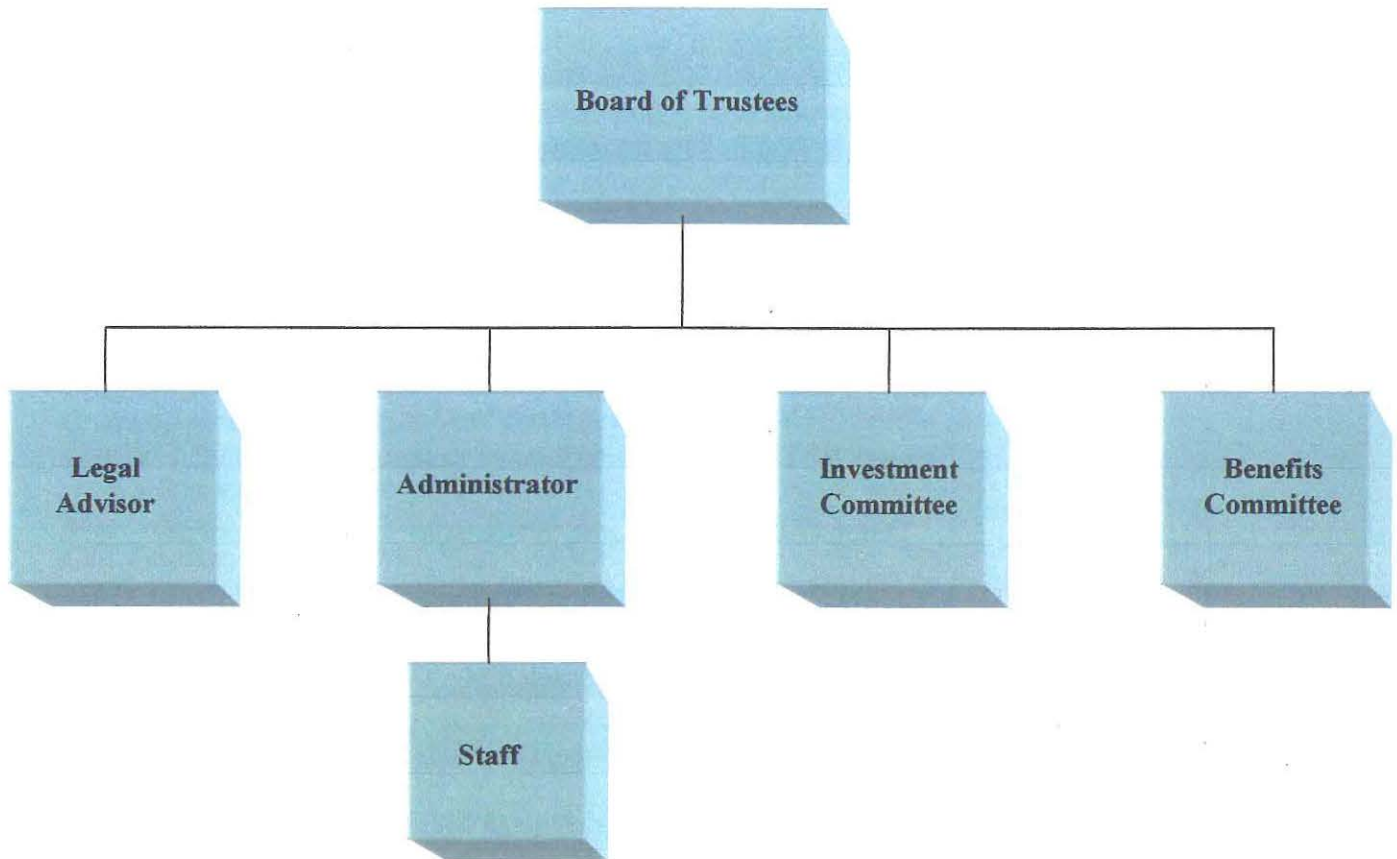 Board of Trustees
Legal
Advisor
Administrator
Investment
Committee
Benefits
Committee
Staff